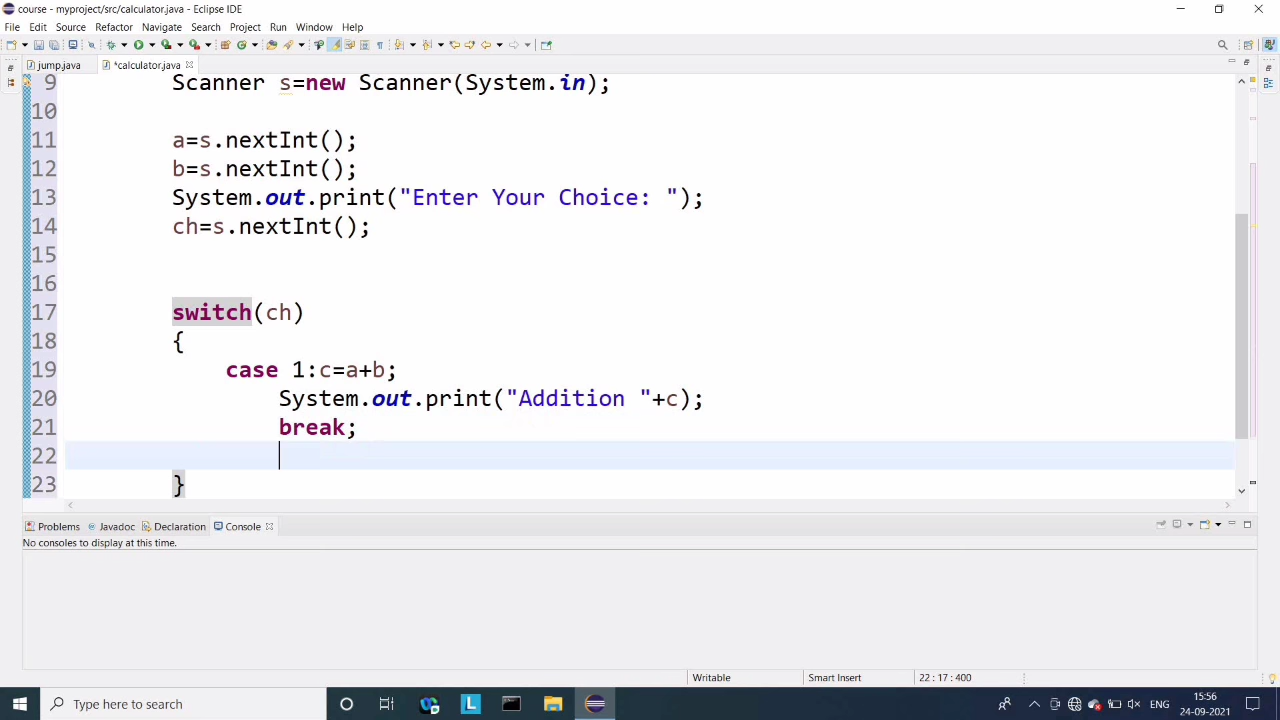 course - myproject/src/calculator.java - Eclipse IDE
File Edit Source Refactor Navigate Search Project Run Window Help
jump.java *calculator.java
9 Scanner s=new Scanner(System.in);
10
11 a=s.nextInt();
12 b=s.nextInt();
13 System.out.print("Enter Your Choice: ");
14 ch=s.nextInt();
15
16
17 switch(ch)
18 {
19 case 1:c=a+b;
20 System.out.print("Addition "+c);
21 break;
22
23 }
Problems Javadoc Declaration Console
No consoles to display at this time.
Writable Smart Insert 22 : 17 : 400
Type here to search
L
ENG
15:56
24-09-2021